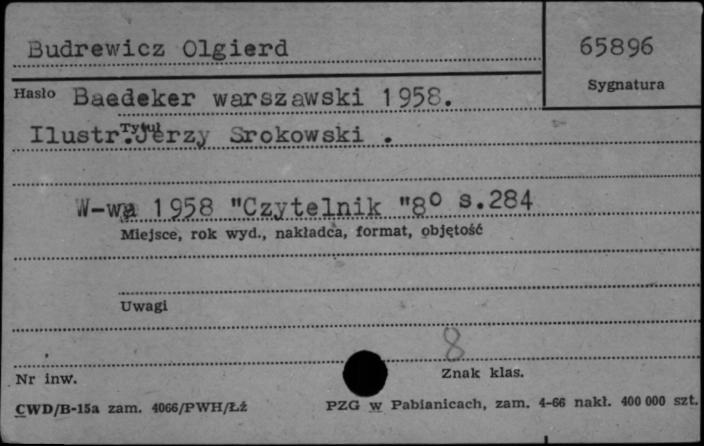 Budrewicz Olgierd
65896
Sygnatura
Hasło
Baedeker warszawski 1958.
Tytuł
Ilustr.Jerzy Srokowski .
W-wa 1958 "Czytelnik "8° s.284
Miejsce, rok wyd., nakładca, format, objętość
Uwagi
8
Nr inw.
Znak klas.
CWD/B-15a zam. 4066/PWH/Łź
PZG w Pabianicach, zam. 4-66 nakł. 400 000 szt.